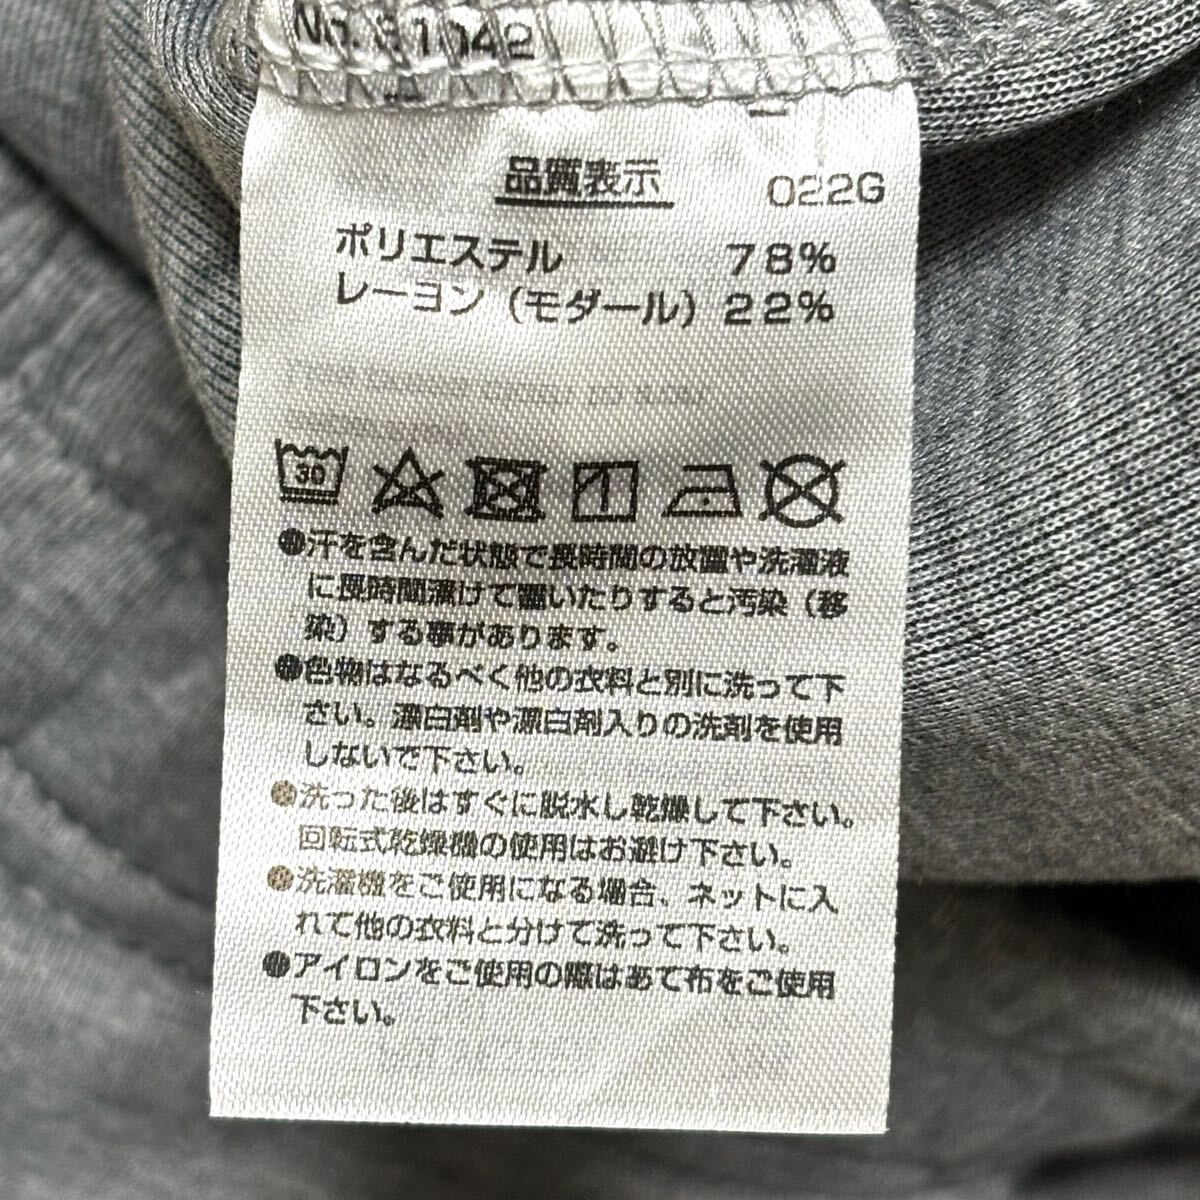 品質表示 022G
ポリエステル 78%
レーヨン（モダール）22%
30
●汗を含んだ状態で長時間の放置や洗濯液
に長時間漬けて置いたりすると汚染（移
染）する事があります。
●色物はなるべく他の衣料と別に洗って下
さい。漂白剤や漂白剤入りの洗剤を使用
しないで下さい。
●洗った後はすぐに脱水し乾燥して下さい。
回転式乾燥機の使用はお避け下さい。
●洗濯機をご使用になる場合、ネットに入
れて他の衣料と分けて洗って下さい。
●アイロンをご使用の際はあて布をご使用
下さい。